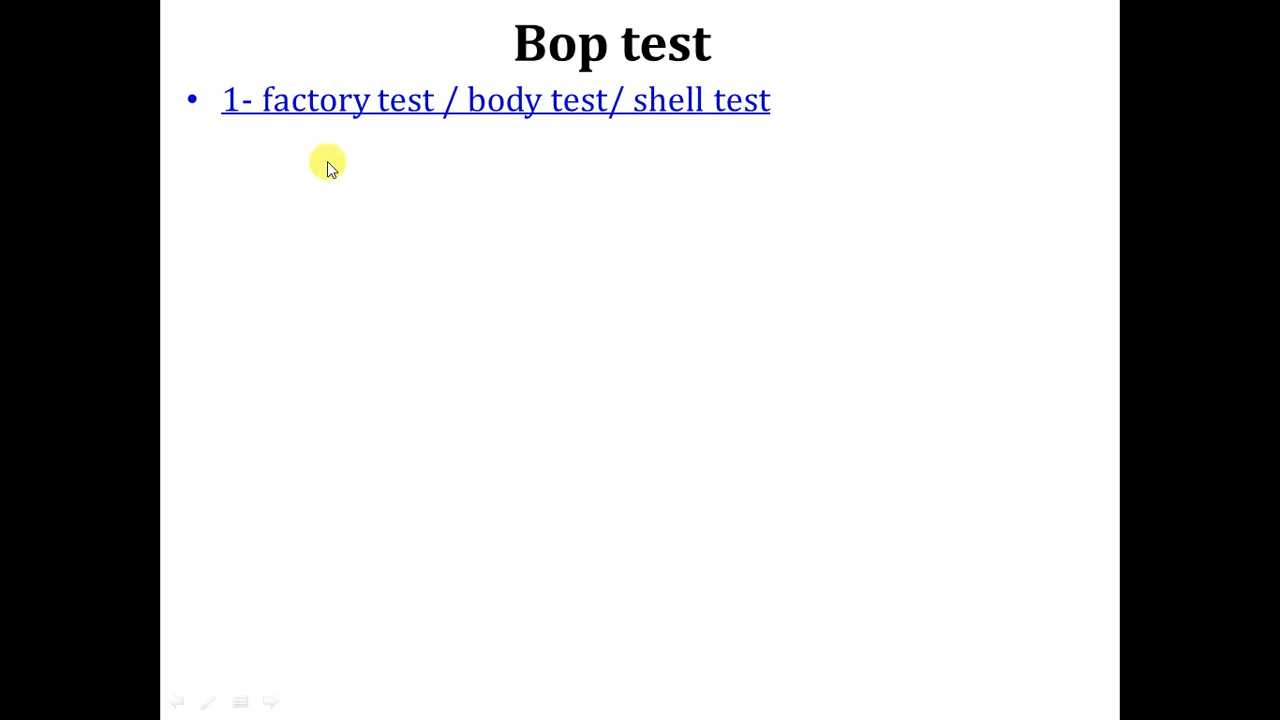 Bop test
• 1- factory test / body test/ shell test